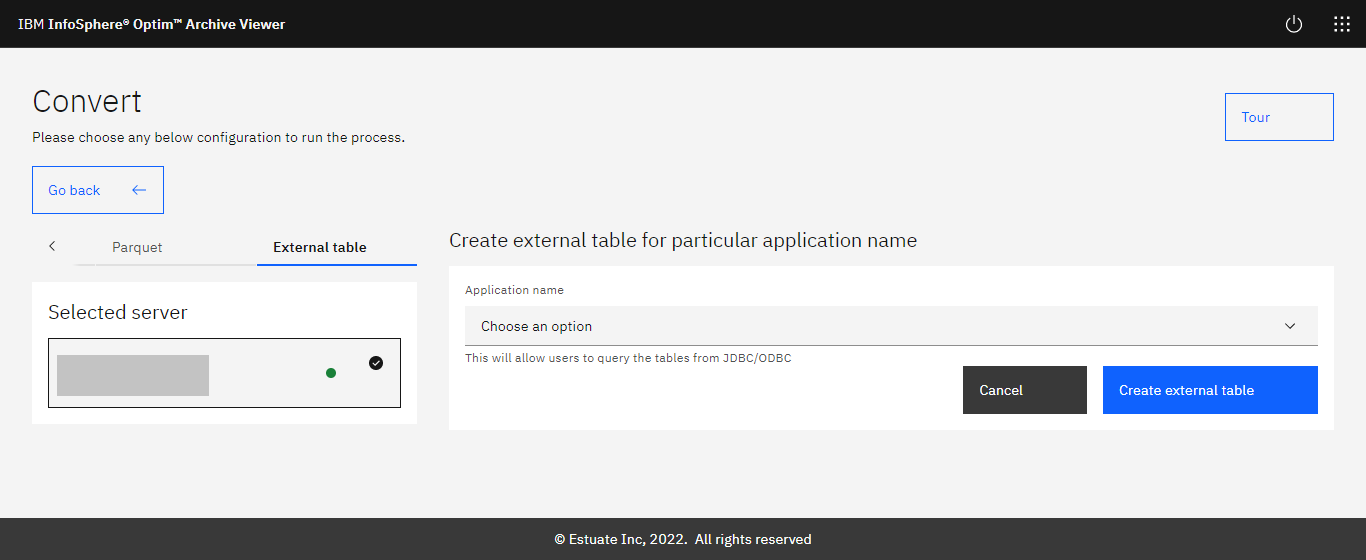 IBM InfoSphere® Optim™ Archive Viewer
Convert
Please choose any below configuration to run the process.
Tour
Go back
Parquet
External table
Selected server
Create external table for particular application name
Application name
Choose an option
This will allow users to query the tables from JDBC/ODBC
Cancel
Create external table
© Estuate Inc, 2022. All rights reserved